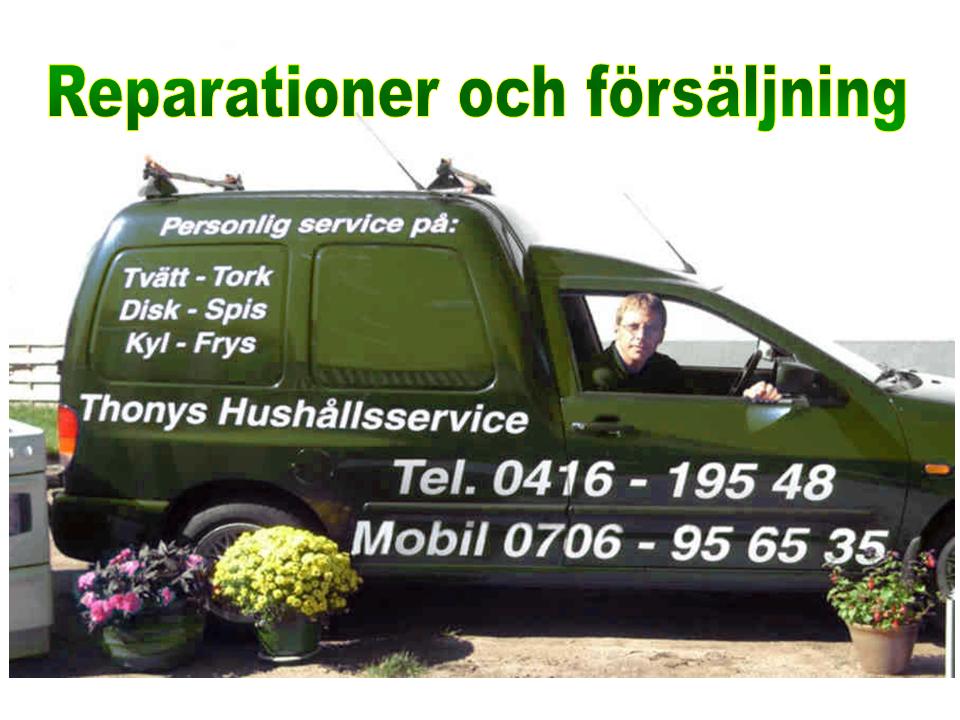 Reparationer och försäljning
Personlig service på:
Tvätt - Tork
Disk - Spis
Kyl - Frys
Thonys Hushållsservice
Tel. 0416 - 195 48
Mobil 0706 - 95 65 35